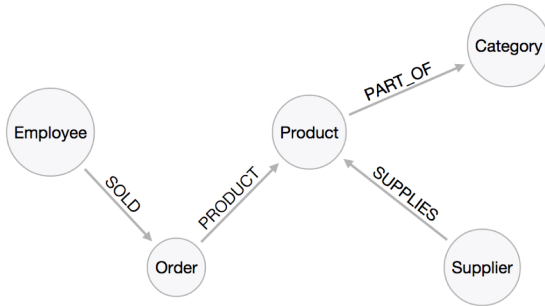 Category
PART_OF
Employee
Product
SOLD
PRODUCT
SUPPLIES
Order
Supplier